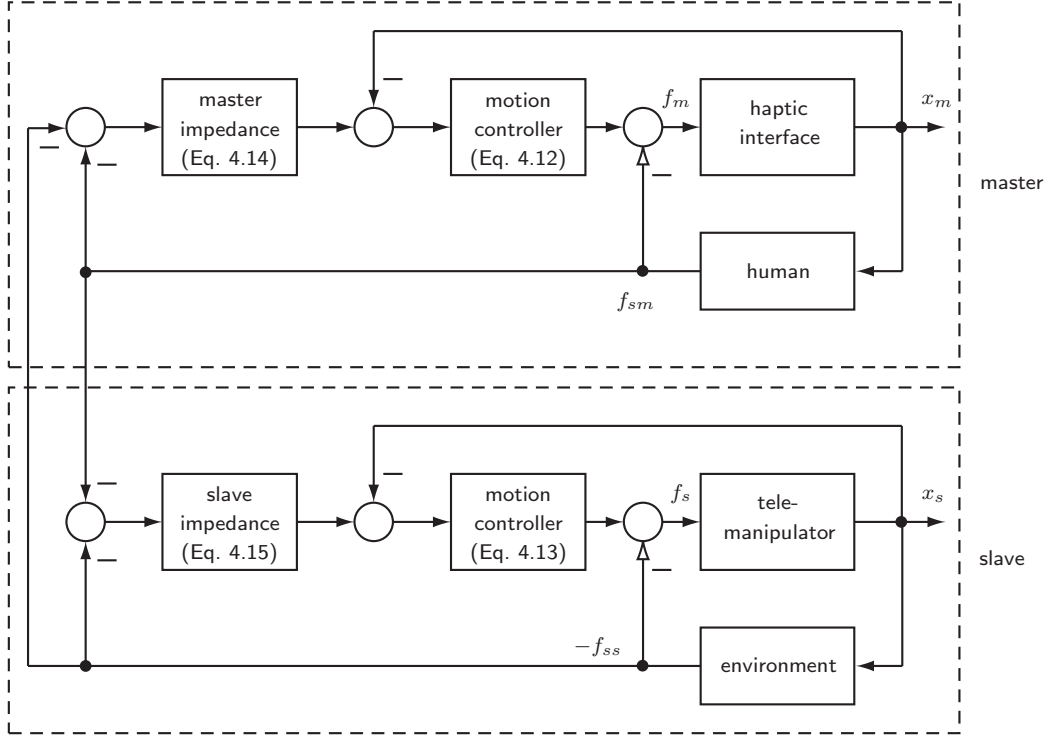 master
impedance
(Eq. 4.14)
motion
controller
(Eq. 4.12)
f_m
haptic
interface
x_m
master
human
f_sm
slave
impedance
(Eq. 4.15)
motion
controller
(Eq. 4.13)
f_s
tele-
manipulator
x_s
slave
−f_ss
environment